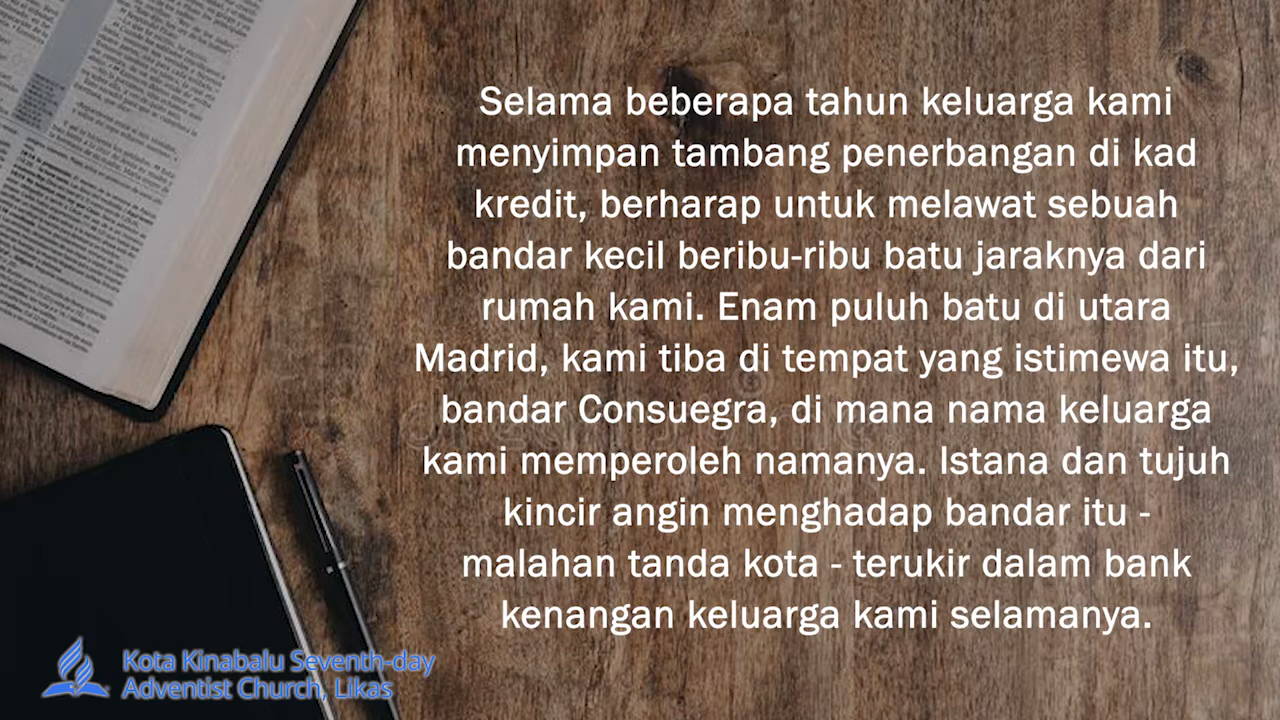 Selama beberapa tahun keluarga kami
menyimpan tambang penerbangan di kad
kredit, berharap untuk melawat sebuah
bandar kecil beribu-ribu batu jaraknya dari
rumah kami. Enam puluh batu di utara
Madrid, kami tiba di tempat yang istimewa itu,
bandar Consuegra, di mana nama keluarga
kami memperoleh namanya. Istana dan tujuh
kincir angin menghadap bandar itu -
malahan tanda kota - terukir dalam bank
kenangan keluarga kami selamanya.
Kota Kinabalu Seventh-day
Adventist Church, Likas